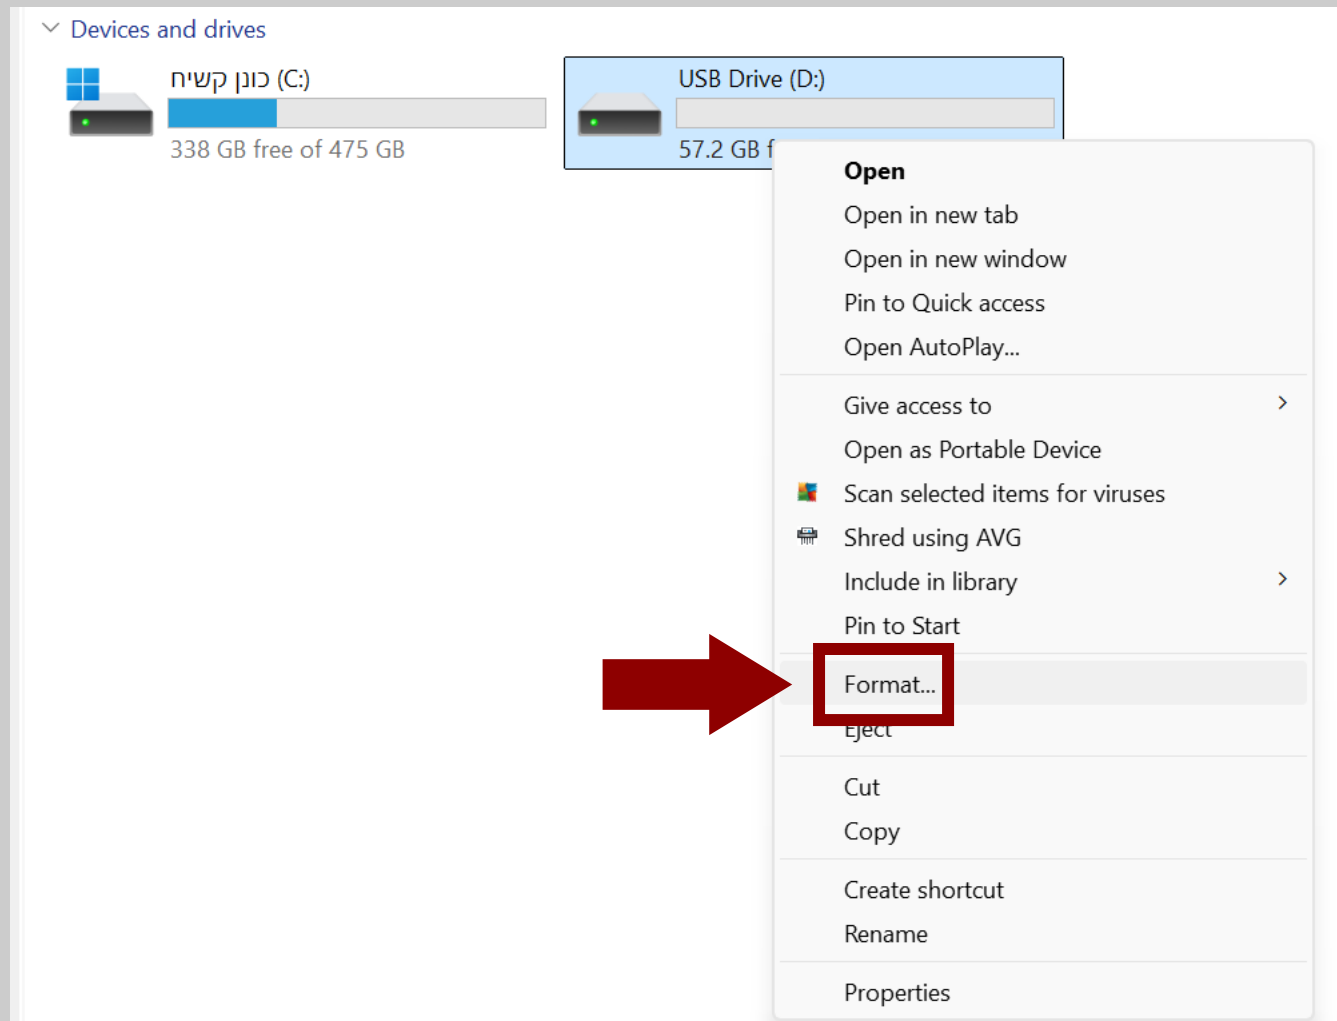 Devices and drives
כונן קשיח (C:)
338 GB free of 475 GB
USB Drive (D:)
57.2 GB
Open
Open in new tab
Open in new window
Pin to Quick access
Open AutoPlay...
Give access to
Open as Portable Device
Scan selected items for viruses
Shred using AVG
Include in library
Pin to Start
Format...
Eject
Cut
Copy
Create shortcut
Rename
Properties